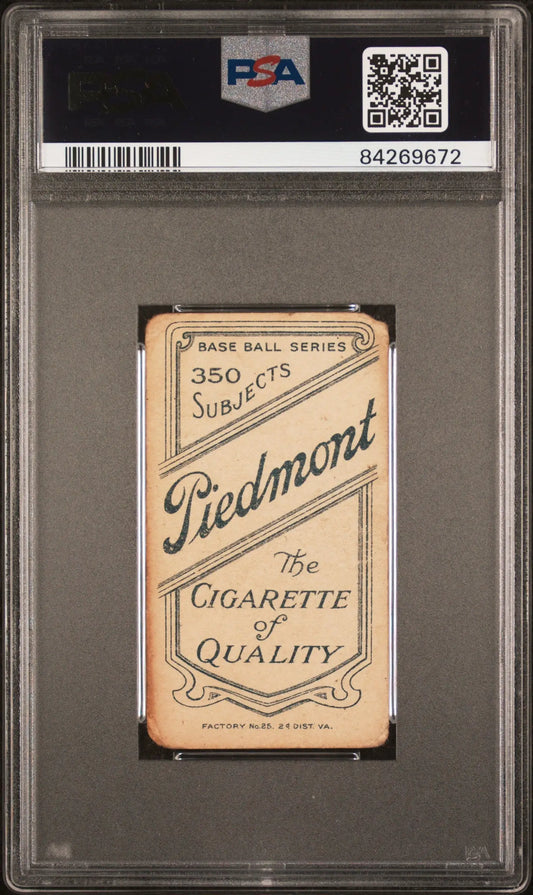 PSA
84269672
BASE BALL SERIES
350
SUBJECTS
Piedmont
The
CIGARETTE
of
QUALITY
FACTORY No. 25. 2d DIST. VA.